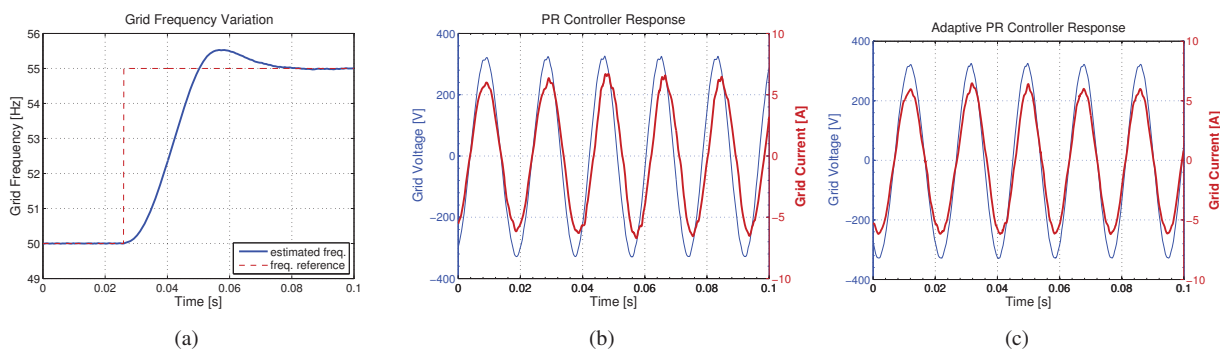 Grid Frequency Variation
56
55
54
53
52
51
50
49
Grid Frequency [Hz]
estimated freq.
freq. reference
0
0.02
0.04
0.06
0.08
0.1
Time [s]
(a)
PR Controller Response
400
200
0
−200
−400
Grid Voltage [V]
10
5
0
−5
−10
Grid Current [A]
0
0.02
0.04
0.06
0.08
0.1
Time [s]
(b)
Adaptive PR Controller Response
400
200
0
−200
−400
Grid Voltage [V]
10
5
0
−5
−10
Grid Current [A]
0
0.02
0.04
0.06
0.08
0.1
Time [s]
(c)